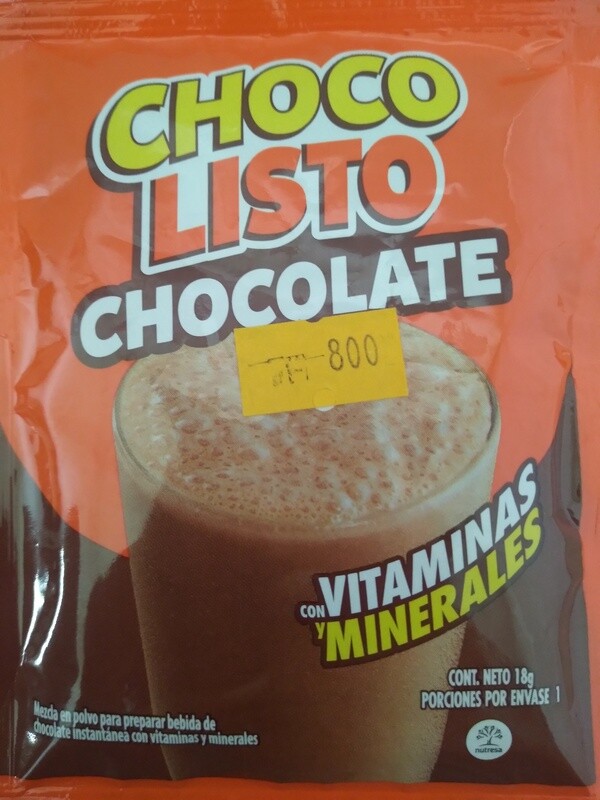 CHOCO
LISTO
CHOCOLATE
800
CON VITAMINAS
y MINERALES
CONT. NETO 18g
PORCIONES POR ENVASE 1
nutresa
Mezcla en polvo para preparar bebida de
chocolate instantánea con vitaminas y minerales